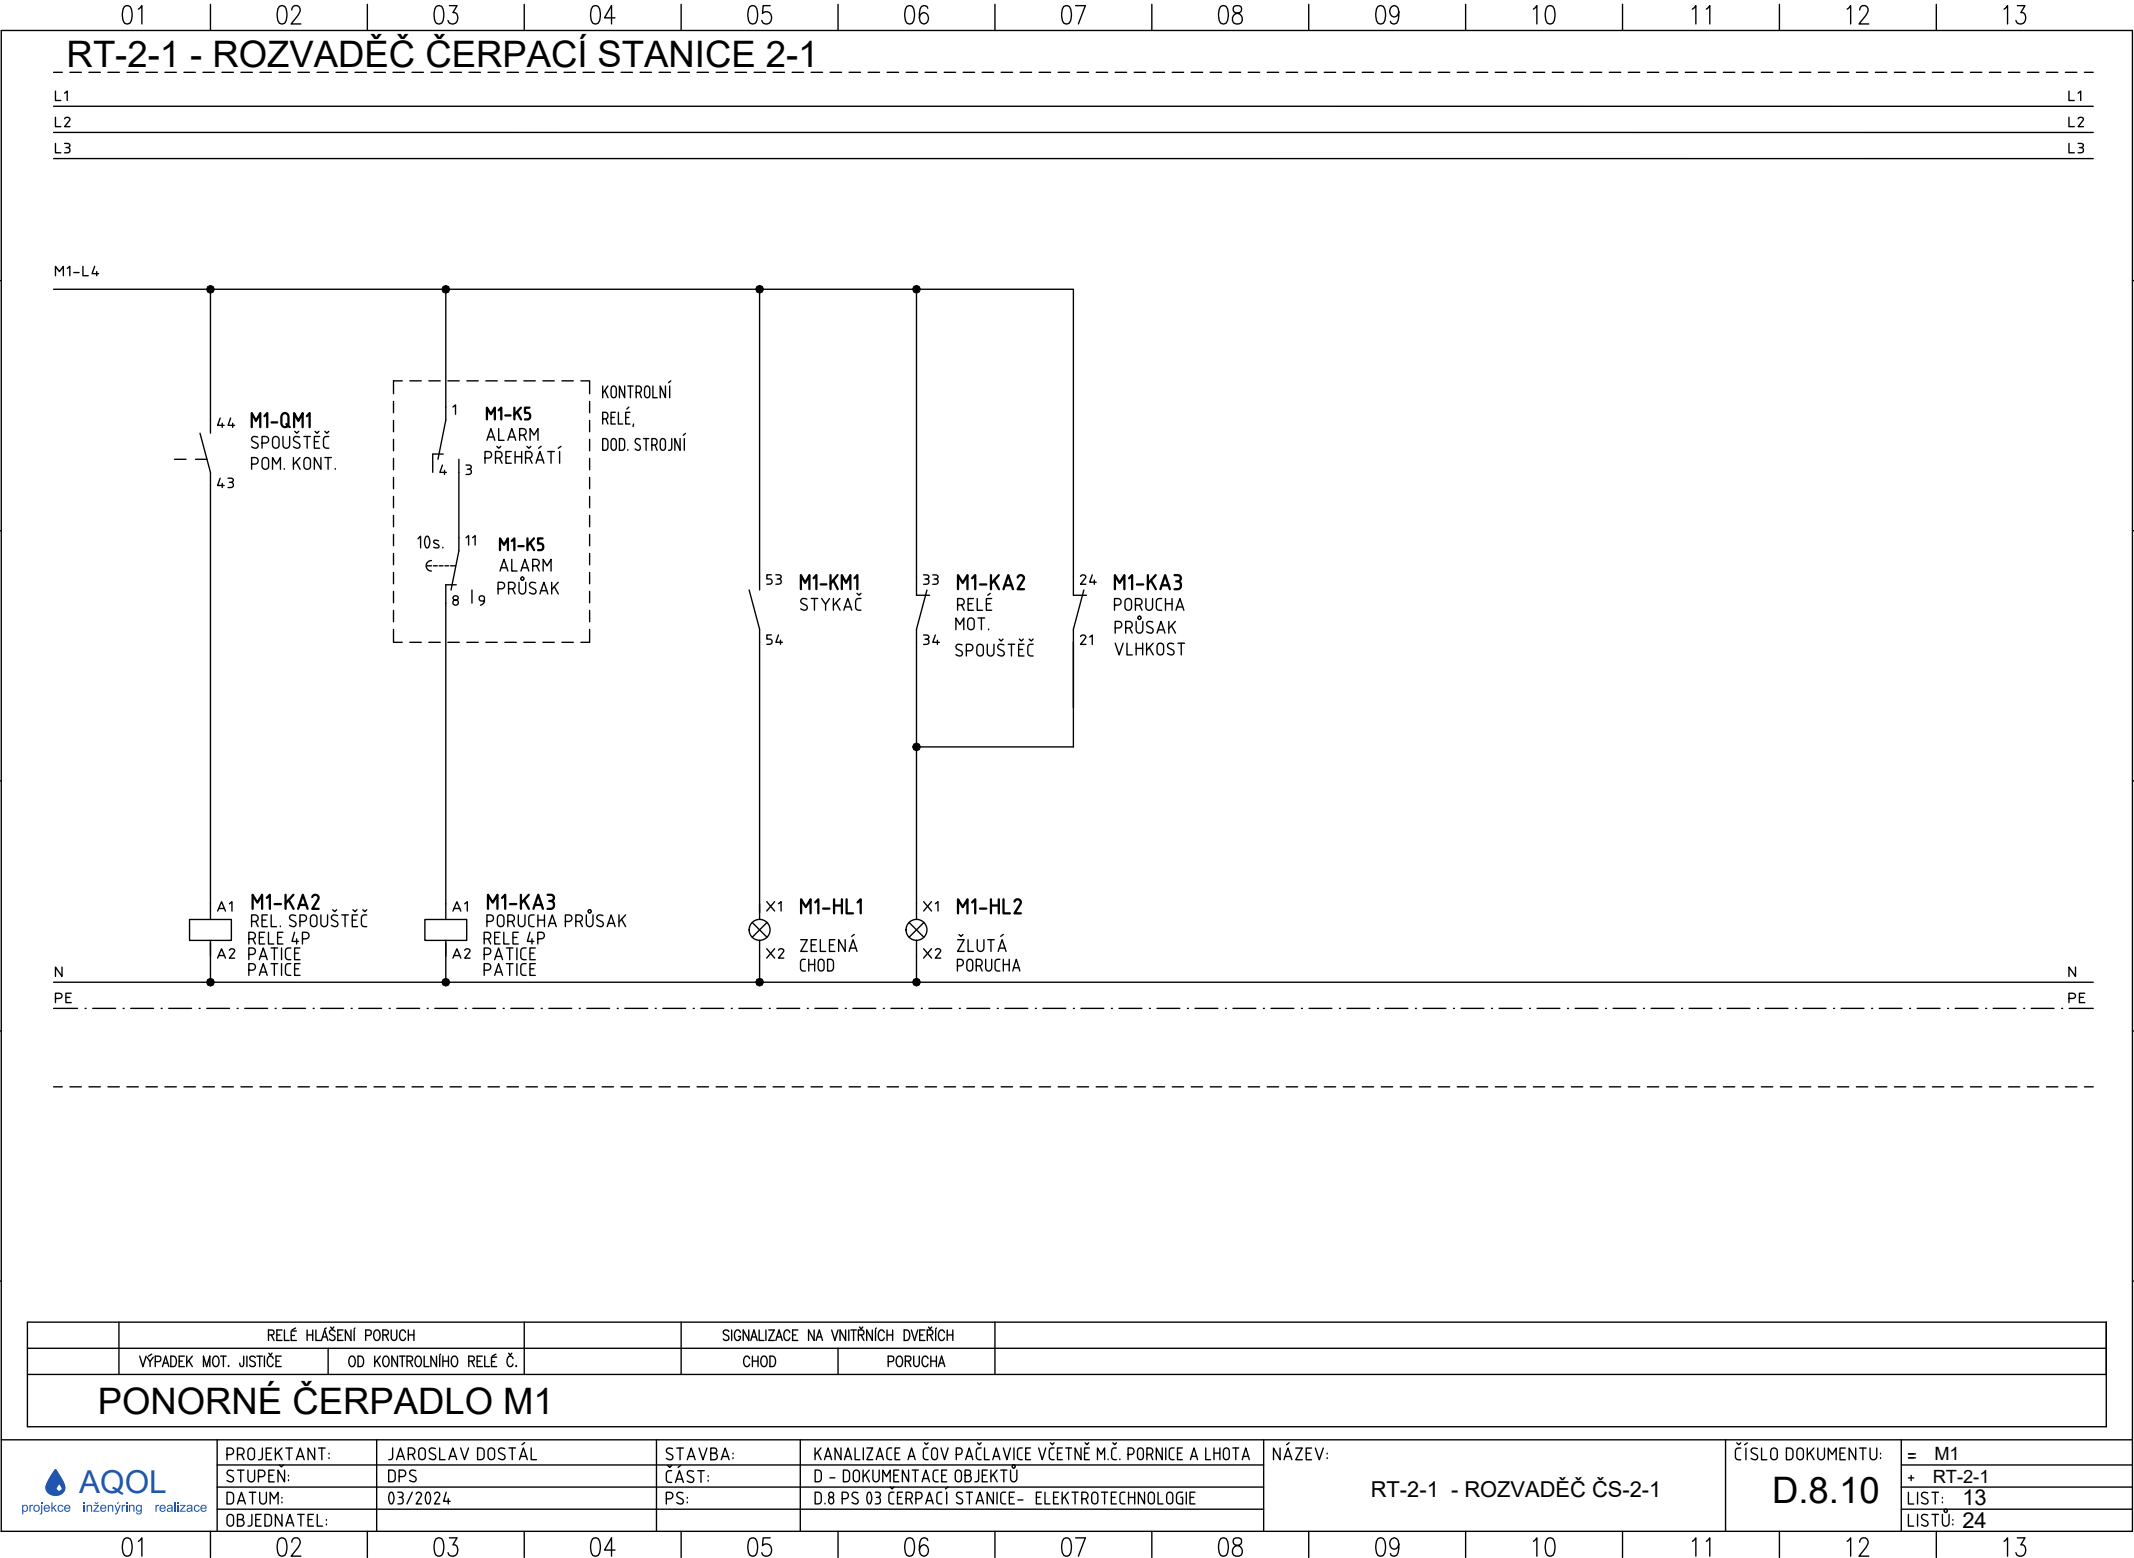 01 02 03 04 05 06 07 08 09 10 11 12 13
RT-2-1 - ROZVADĚČ ČERPACÍ STANICE 2-1
L1 L1
L2 L2
L3 L3
M1-L4
44 M1-QM1
SPOUŠTĚČ
POM. KONT.
43
1 M1-K5
ALARM
PŘEHŘÁTÍ
4 3
KONTROLNÍ
RELÉ,
DOD. STROJNÍ
10s. 11 M1-K5
ALARM
PRŮSAK
8 9
53 M1-KM1
STYKAČ
54
33 M1-KA2
RELÉ
MOT.
34 SPOUŠTĚČ
24 M1-KA3
PORUCHA
PRŮSAK
21 VLHKOST
A1 M1-KA2
REL. SPOUŠTĚČ
RELE 4P
A2 PATICE
PATICE
A1 M1-KA3
PORUCHA PRŮSAK
RELE 4P
A2 PATICE
PATICE
X1 M1-HL1
ZELENÁ
X2 CHOD
X1 M1-HL2
ŽLUTÁ
X2 PORUCHA
N N
PE PE
RELÉ HLÁŠENÍ PORUCH SIGNALIZACE NA VNITŘNÍCH DVEŘÍCH
VÝPADEK MOT. JISTIČE OD KONTROLNÍHO RELÉ Č. CHOD PORUCHA
PONORNÉ ČERPADLO M1
AQOL
projekce inženýring realizace
PROJEKTANT: JAROSLAV DOSTÁL
STUPEŇ: DPS
DATUM: 03/2024
OBJEDNATEL:
STAVBA: KANALIZACE A ČOV PAČLAVICE VČETNĚ M.Č. PORNICE A LHOTA
ČÁST: D - DOKUMENTACE OBJEKTŮ
PS: D.8 PS 03 ČERPACÍ STANICE- ELEKTROTECHNOLOGIE
NÁZEV:
RT-2-1 - ROZVADĚČ ČS-2-1
ČÍSLO DOKUMENTU:
D.8.10
= M1
+ RT-2-1
LIST: 13
LISTŮ: 24
01 02 03 04 05 06 07 08 09 10 11 12 13